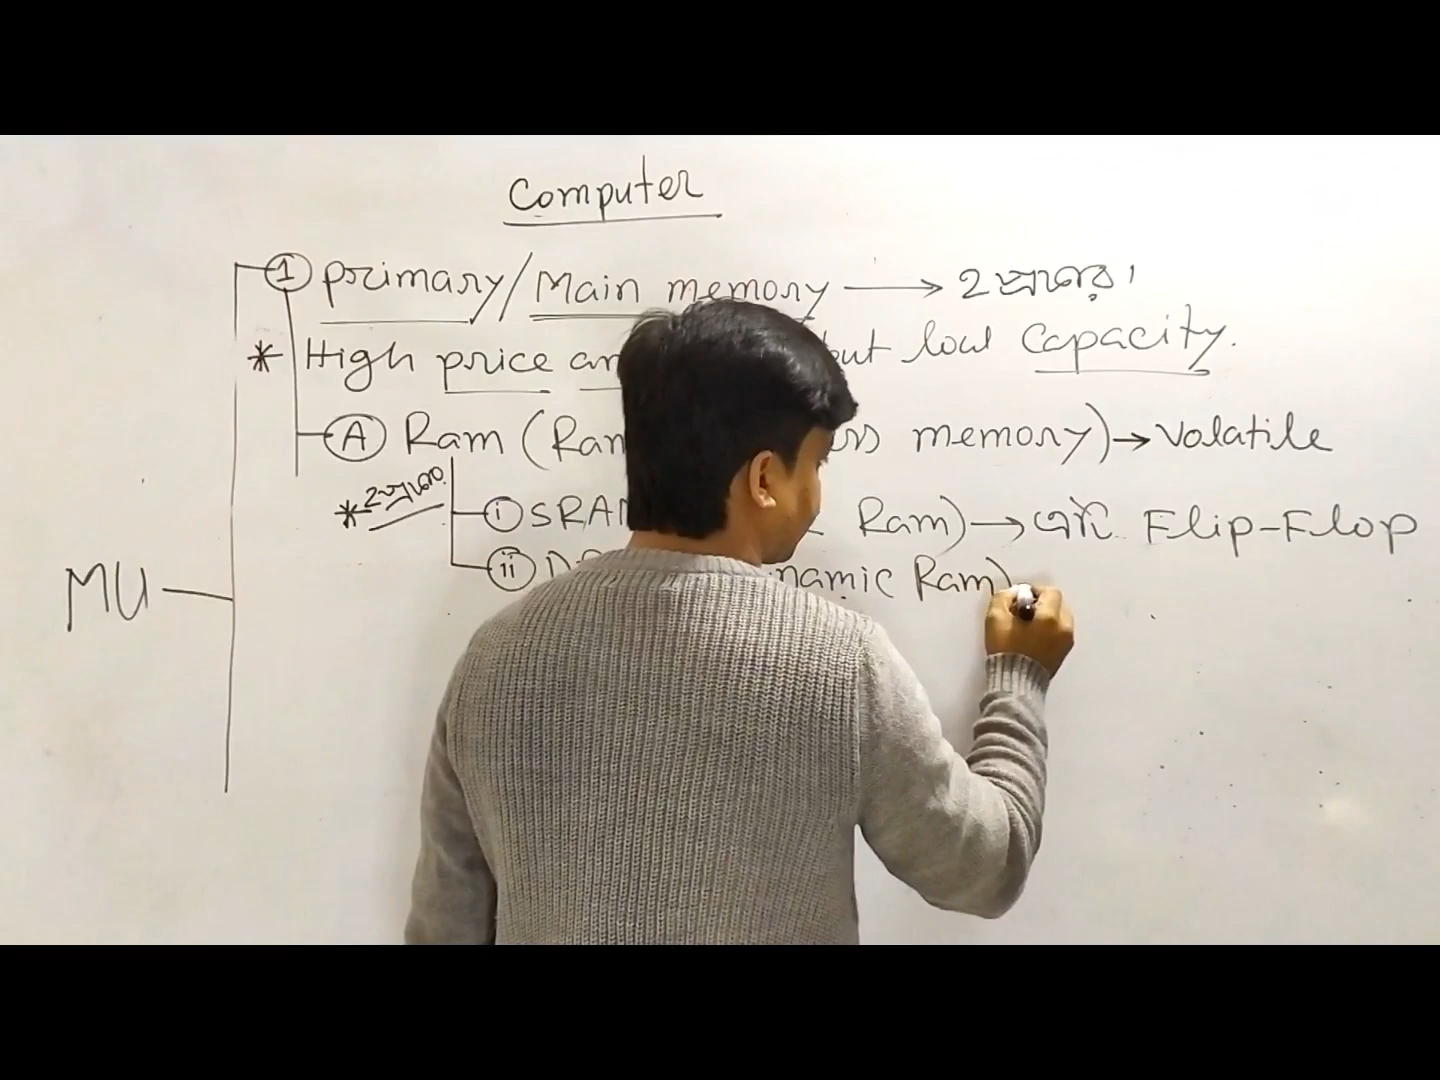 Computer
① primary/Main memory → 2 প্রকার।
* High price an but low capacity.
Ⓐ Ram (Ran memory) → Volatile
* 2 প্রকার
ⓘ SRAM Ram) → Flip-Flop
ⓘⓘ D namic Ram)
MU